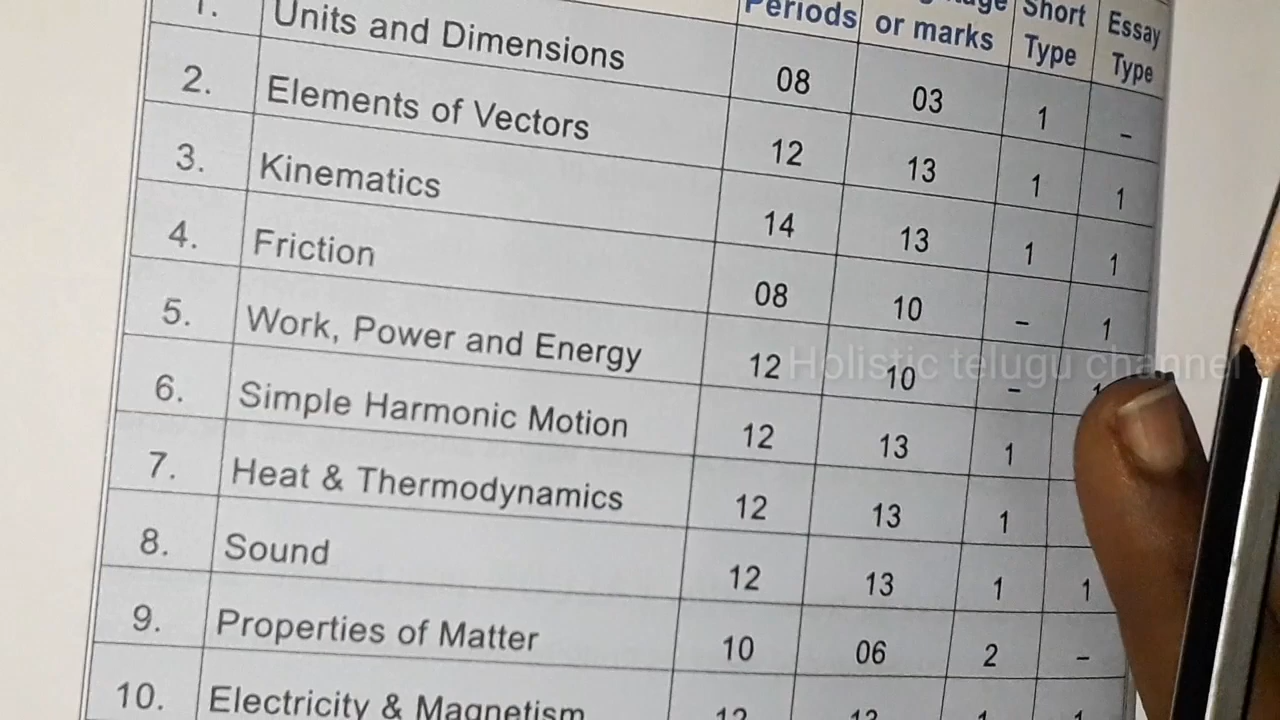 Periods or marks Short Type Essay Type
1. Units and Dimensions 08 03 1 –
2. Elements of Vectors 12 13 1 1
3. Kinematics 14 13 1 1
4. Friction 08 10 – 1
5. Work, Power and Energy 12 10 –
6. Simple Harmonic Motion 12 13 1
7. Heat & Thermodynamics 12 13 1
8. Sound 12 13 1 1
9. Properties of Matter 10 06 2 –
10. Electricity & Magnetism
Holistic telugu channel